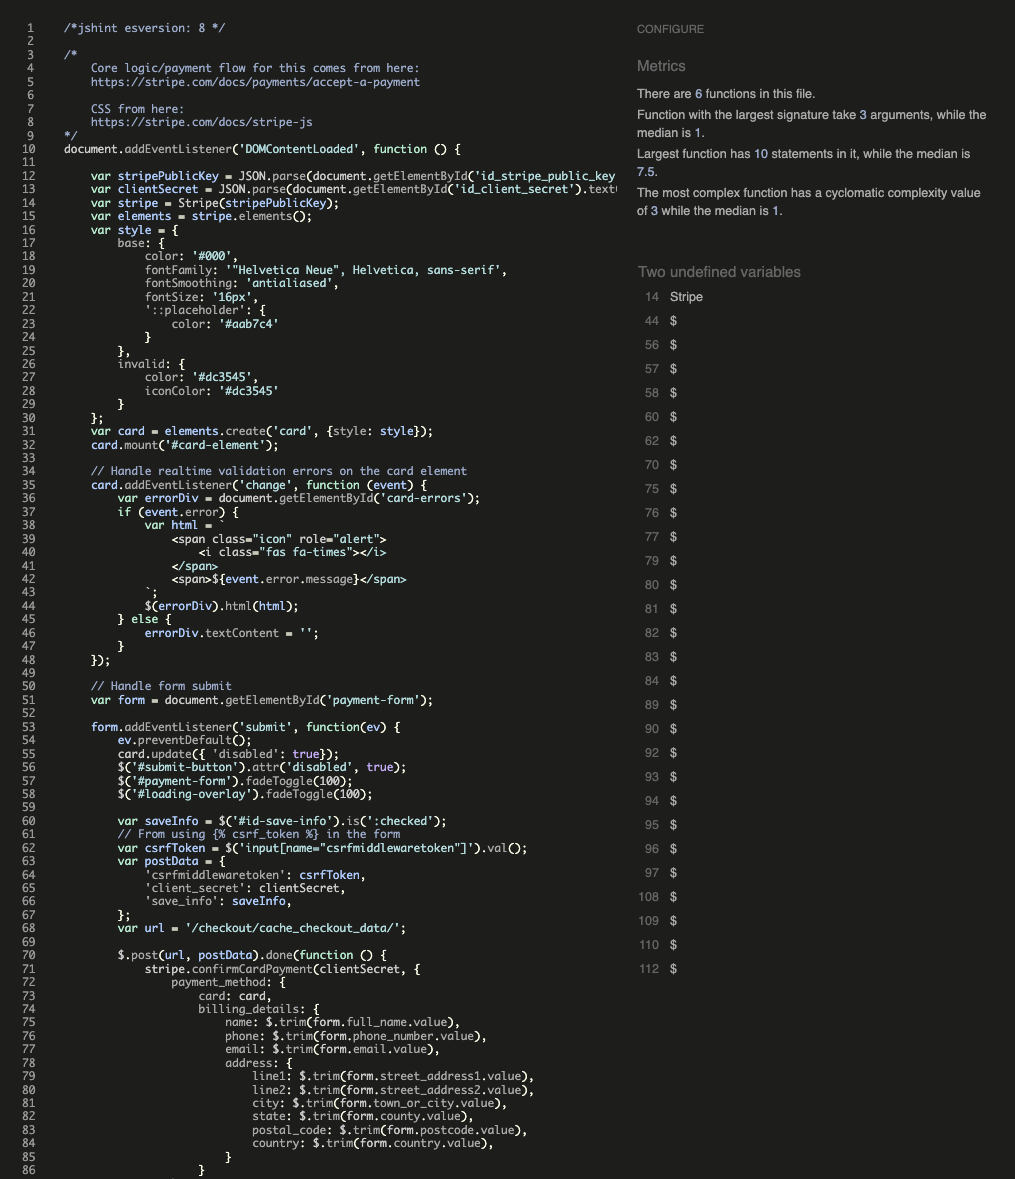 1 /*jshint esversion: 8 */
2
3 /*
4 Core logic/payment flow for this comes from here:
5 https://stripe.com/docs/payments/accept-a-payment
6
7 CSS from here:
8 https://stripe.com/docs/stripe-js
9 */
10 document.addEventListener('DOMContentLoaded', function () {
11
12 var stripePublicKey = JSON.parse(document.getElementById('id_stripe_public_key
13 var clientSecret = JSON.parse(document.getElementById('id_client_secret').text
14 var stripe = Stripe(stripePublicKey);
15 var elements = stripe.elements();
16 var style = {
17 base: {
18 color: '#000',
19 fontFamily: '"Helvetica Neue", Helvetica, sans-serif',
20 fontSmoothing: 'antialiased',
21 fontSize: '16px',
22 '::placeholder': {
23 color: '#aab7c4'
24 }
25 },
26 invalid: {
27 color: '#dc3545',
28 iconColor: '#dc3545'
29 }
30 };
31 var card = elements.create('card', {style: style});
32 card.mount('#card-element');
33
34 // Handle realtime validation errors on the card element
35 card.addEventListener('change', function (event) {
36 var errorDiv = document.getElementById('card-errors');
37 if (event.error) {
38 var html = `
39 <span class="icon" role="alert">
40 <i class="fas fa-times"></i>
41 </span>
42 <span>${event.error.message}</span>
43 `;
44 $(errorDiv).html(html);
45 } else {
46 errorDiv.textContent = '';
47 }
48 });
49
50 // Handle form submit
51 var form = document.getElementById('payment-form');
52
53 form.addEventListener('submit', function(ev) {
54 ev.preventDefault();
55 card.update({ 'disabled': true});
56 $('#submit-button').attr('disabled', true);
57 $('#payment-form').fadeToggle(100);
58 $('#loading-overlay').fadeToggle(100);
59
60 var saveInfo = $('#id-save-info').is(':checked');
61 // From using {% csrf_token %} in the form
62 var csrfToken = $('input[name="csrfmiddlewaretoken"]').val();
63 var postData = {
64 'csrfmiddlewaretoken': csrfToken,
65 'client_secret': clientSecret,
66 'save_info': saveInfo,
67 };
68 var url = '/checkout/cache_checkout_data/';
69
70 $.post(url, postData).done(function () {
71 stripe.confirmCardPayment(clientSecret, {
72 payment_method: {
73 card: card,
74 billing_details: {
75 name: $.trim(form.full_name.value),
76 phone: $.trim(form.phone_number.value),
77 email: $.trim(form.email.value),
78 address: {
79 line1: $.trim(form.street_address1.value),
80 line2: $.trim(form.street_address2.value),
81 city: $.trim(form.town_or_city.value),
82 state: $.trim(form.county.value),
83 postal_code: $.trim(form.postcode.value),
84 country: $.trim(form.country.value),
85 }
86 }
CONFIGURE
Metrics
There are 6 functions in this file.
Function with the largest signature take 3 arguments, while the
median is 1.
Largest function has 10 statements in it, while the median is
7.5.
The most complex function has a cyclomatic complexity value
of 3 while the median is 1.
Two undefined variables
14 Stripe
44 $
56 $
57 $
58 $
60 $
62 $
70 $
75 $
76 $
77 $
79 $
80 $
81 $
82 $
83 $
84 $
89 $
90 $
92 $
93 $
94 $
95 $
96 $
97 $
108 $
109 $
110 $
112 $